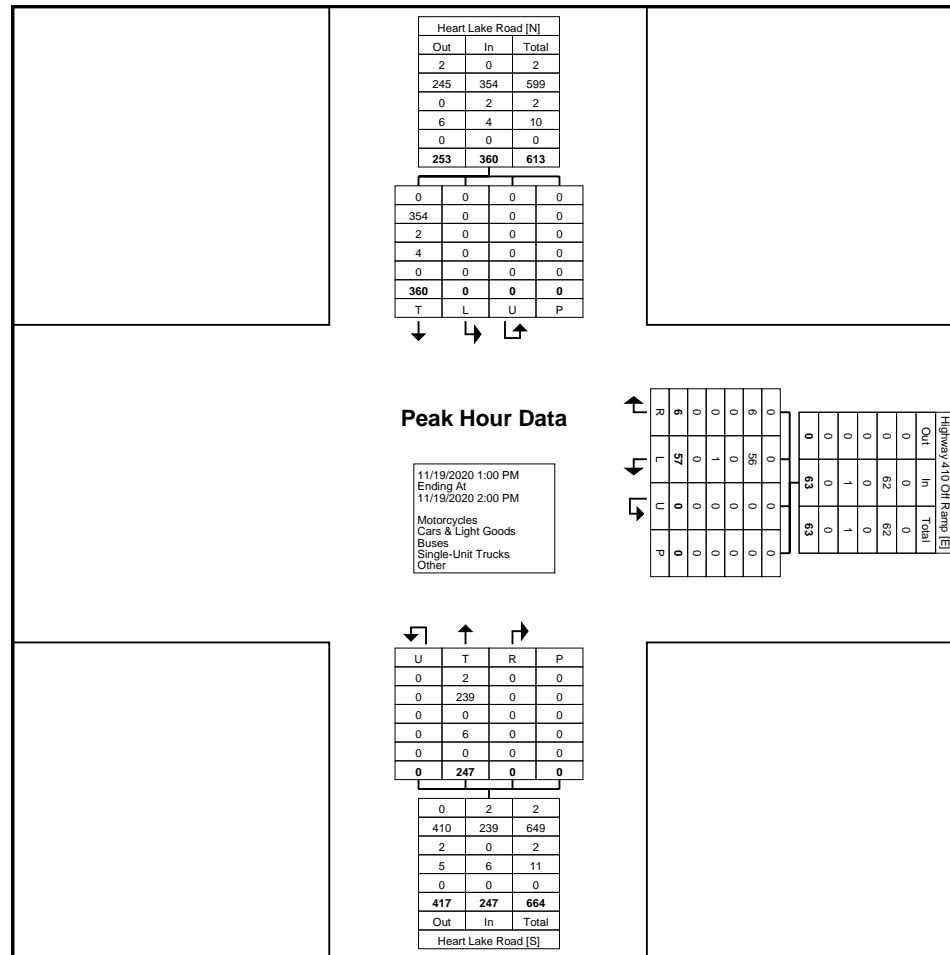 Heart Lake Road [N]
Out In Total
2 0 2
245 354 599
0 2 2
6 4 10
0 0 0
253 360 613
0 0 0 0
354 0 0 0
2 0 0 0
4 0 0 0
0 0 0 0
360 0 0 0
T L U P
Peak Hour Data
11/19/2020 1:00 PM
Ending At
11/19/2020 2:00 PM
Motorcycles
Cars & Light Goods
Buses
Single-Unit Trucks
Other
Highway 410 Off Ramp [E]
Out In Total
0 0 0
0 62 62
0 0 0
0 1 1
0 0 0
0 63 63
0 0 0 0
6 56 0 0
0 0 0 0
0 1 0 0
0 0 0 0
6 57 0 0
R L U P
U T R P
0 2 0 0
0 239 0 0
0 0 0 0
0 6 0 0
0 0 0 0
0 247 0 0
0 2 2
410 239 649
2 0 2
5 6 11
0 0 0
417 247 664
Out In Total
Heart Lake Road [S]